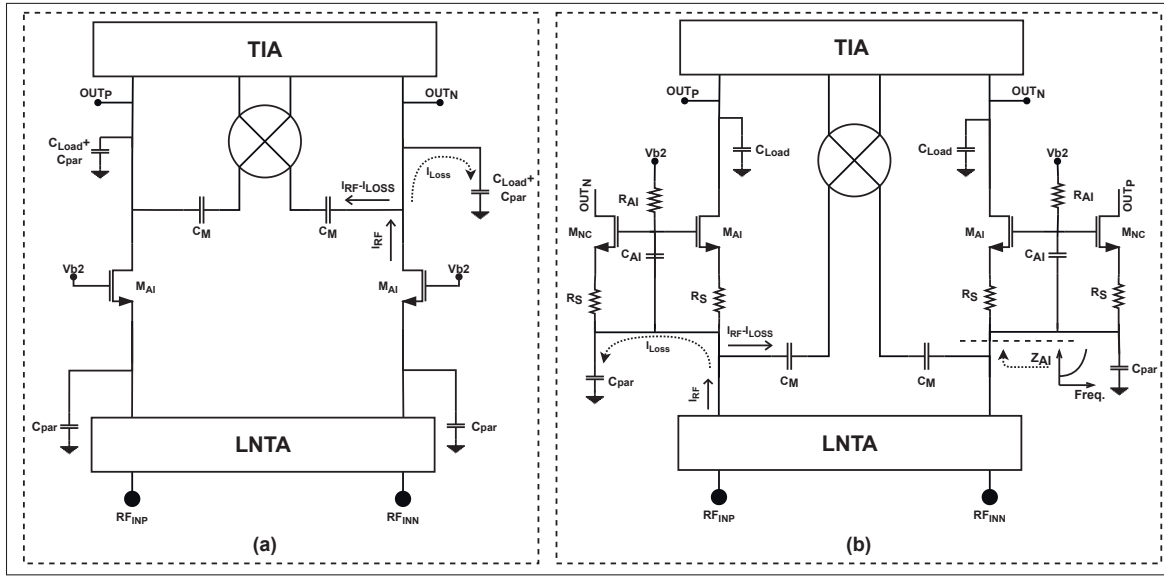 TIA
OUTP
OUTN
CLoad+
Cpar
ILoss
CLoad+
Cpar
IRF-ILOSS
CM
CM
IRF
Vb2
MAI
MAI
Vb2
Cpar
Cpar
LNTA
RFINP
RFINN
(a)
TIA
OUTP
OUTN
CLoad
CLoad
Vb2
Vb2
OUTN
RAI
RAI
OUTP
MNC
MAI
MAI
MNC
CAI
CAI
RS
RS
RS
RS
IRF-ILOSS
ILoss
CM
CM
ZAI
Cpar
Cpar
Freq.
IRF
LNTA
RFINP
RFINN
(b)